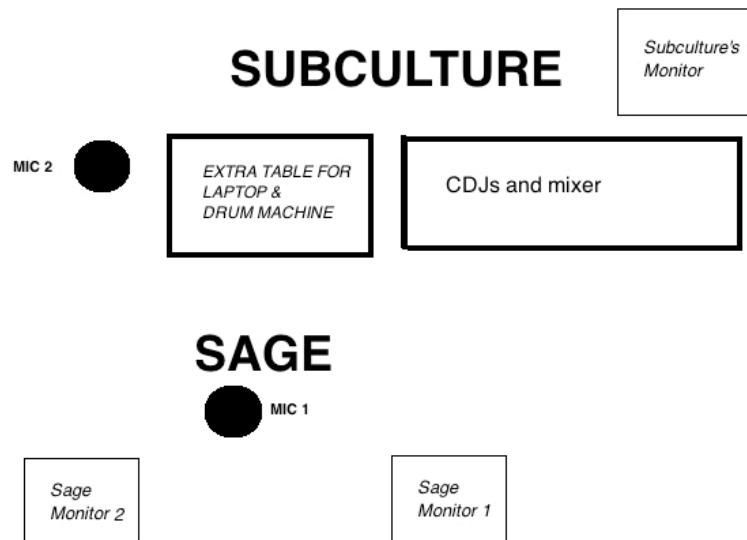 SUBCULTURE
Subculture's
Monitor
MIC 2
EXTRA TABLE FOR
LAPTOP &
DRUM MACHINE
CDJs and mixer
SAGE
MIC 1
Sage
Monitor 2
Sage
Monitor 1